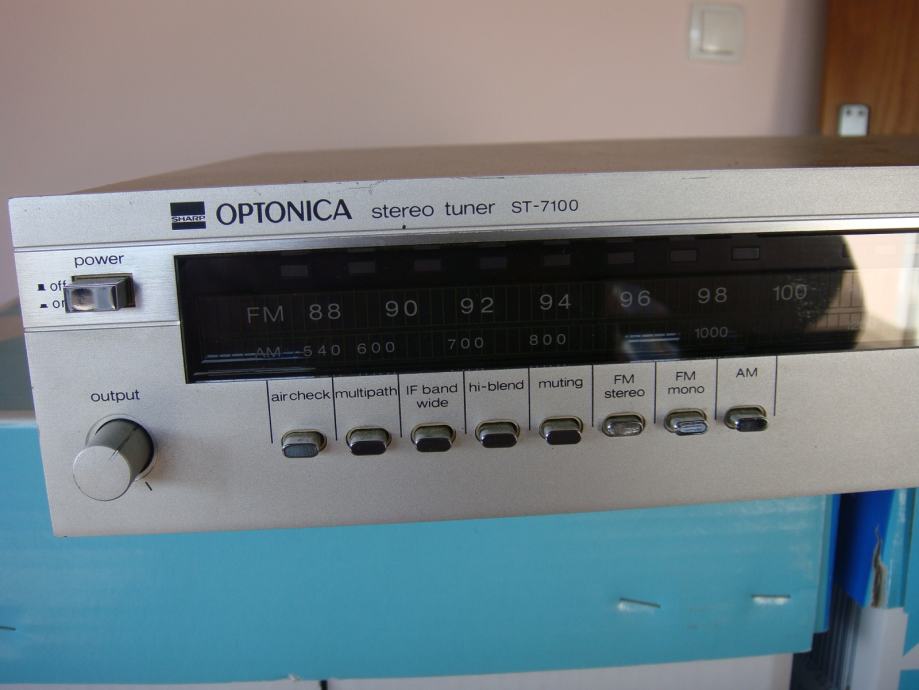 SHARP OPTONICA stereo tuner ST-7100
power
off
on
FM 88 90 92 94 96 98 100
AM 540 600 700 800 1000
output
air check
multipath
IF band
wide
hi-blend
muting
FM
stereo
FM
mono
AM